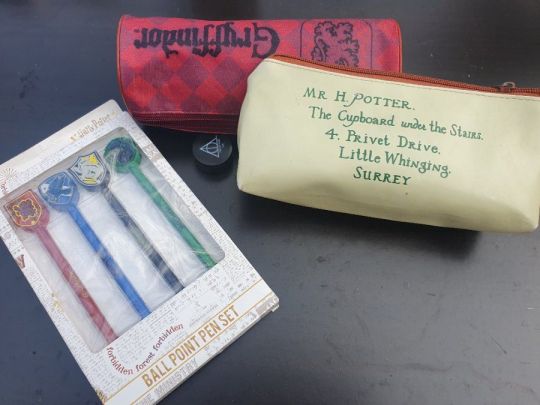 Gryffindor
MR H. POTTER.
The Cupboard under the Stairs.
4. Privet Drive.
Little Whinging.
SURREY
Harry Potter
forbidden forest forbidden
BALL POINT PEN SET
MINISTRY